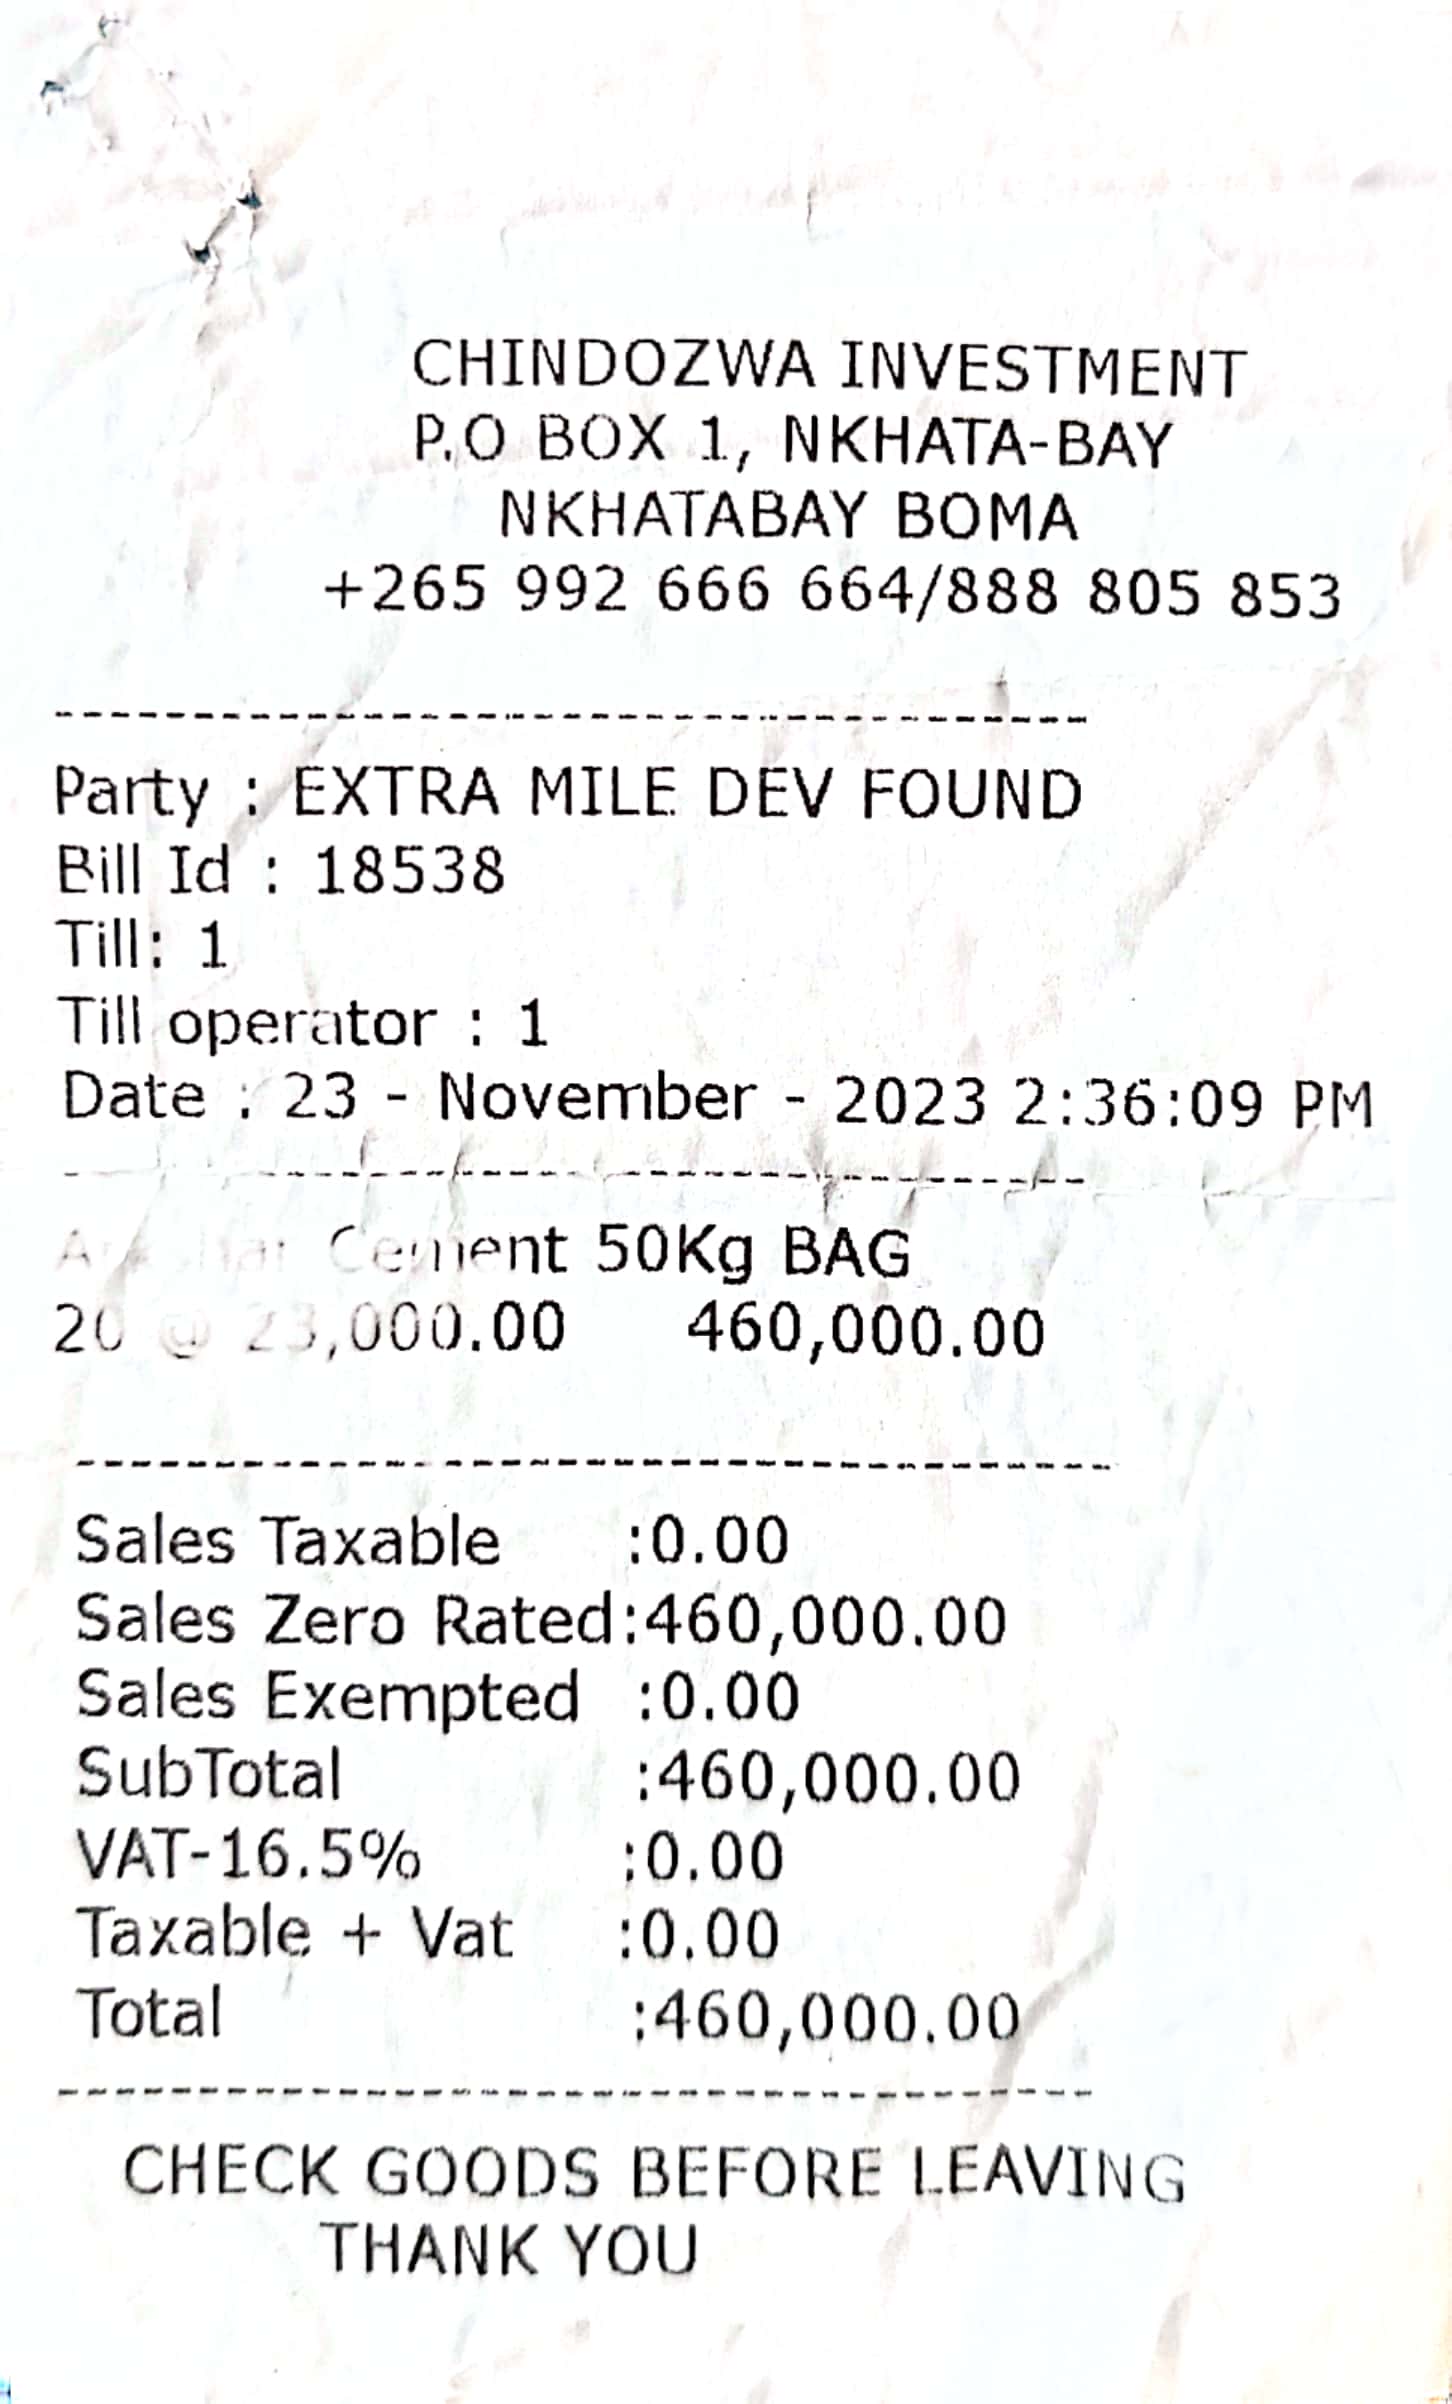 CHINDOZWA INVESTMENT
P.O BOX 1, NKHATA-BAY
NKHATABAY BOMA
+265 992 666 664/888 805 853
----------------------------------------
Party : EXTRA MILE DEV FOUND
Bill Id : 18538
Till: 1
Till operator : 1
Date : 23 - November - 2023 2:36:09 PM
----------------------------------------
Cement 50Kg BAG
20 @ 23,000.00 460,000.00
----------------------------------------
Sales Taxable :0.00
Sales Zero Rated:460,000.00
Sales Exempted :0.00
SubTotal :460,000.00
VAT-16.5% :0.00
Taxable + Vat :0.00
Total :460,000.00
----------------------------------------
CHECK GOODS BEFORE LEAVING
THANK YOU